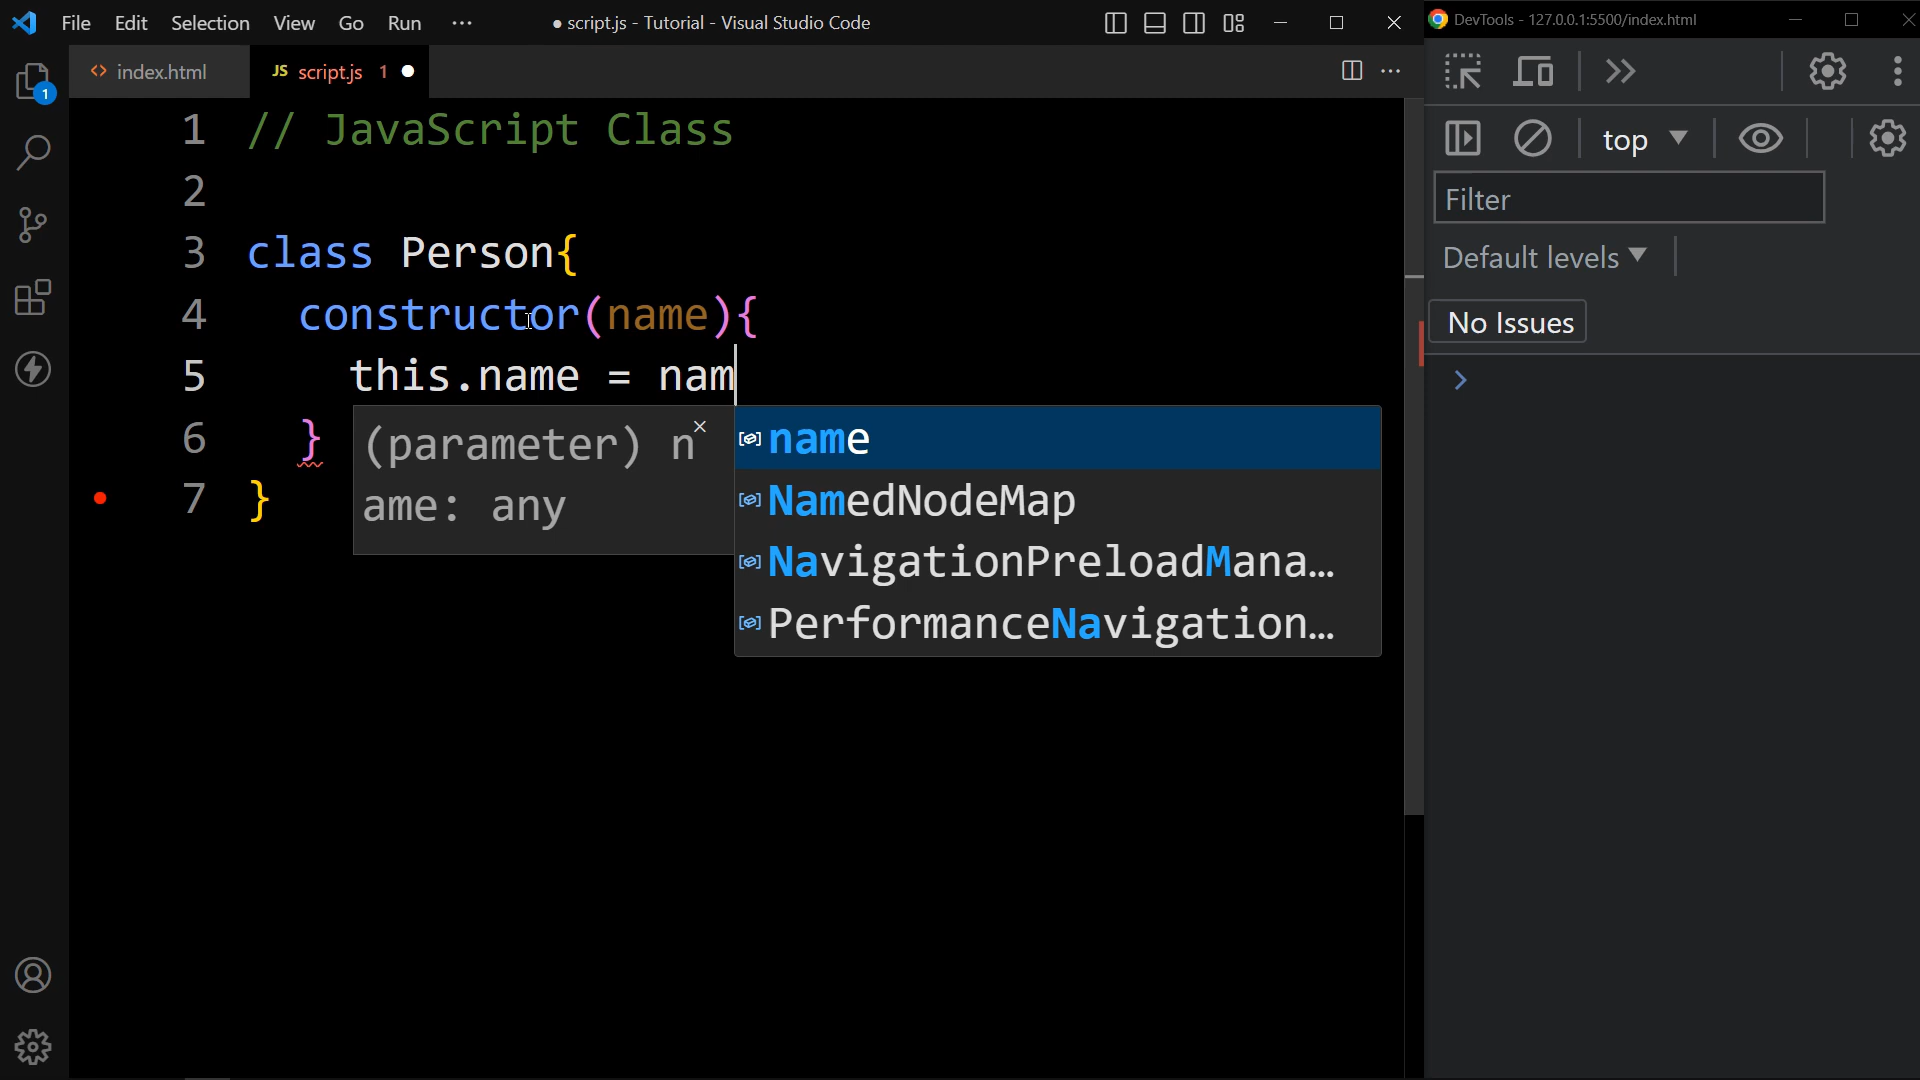 File Edit Selection View Go Run ···
● script.js - Tutorial - Visual Studio Code
DevTools - 127.0.0.1:5500/index.html
<> index.html
JS script.js 1 ●
1
1 // JavaScript Class
2
3 class Person{
4 constructor(name){
5 this.name = nam
6 }
7 }
(parameter) n
ame: any
name
NamedNodeMap
NavigationPreloadMana…
PerformanceNavigation…
top
Filter
Default levels
No Issues